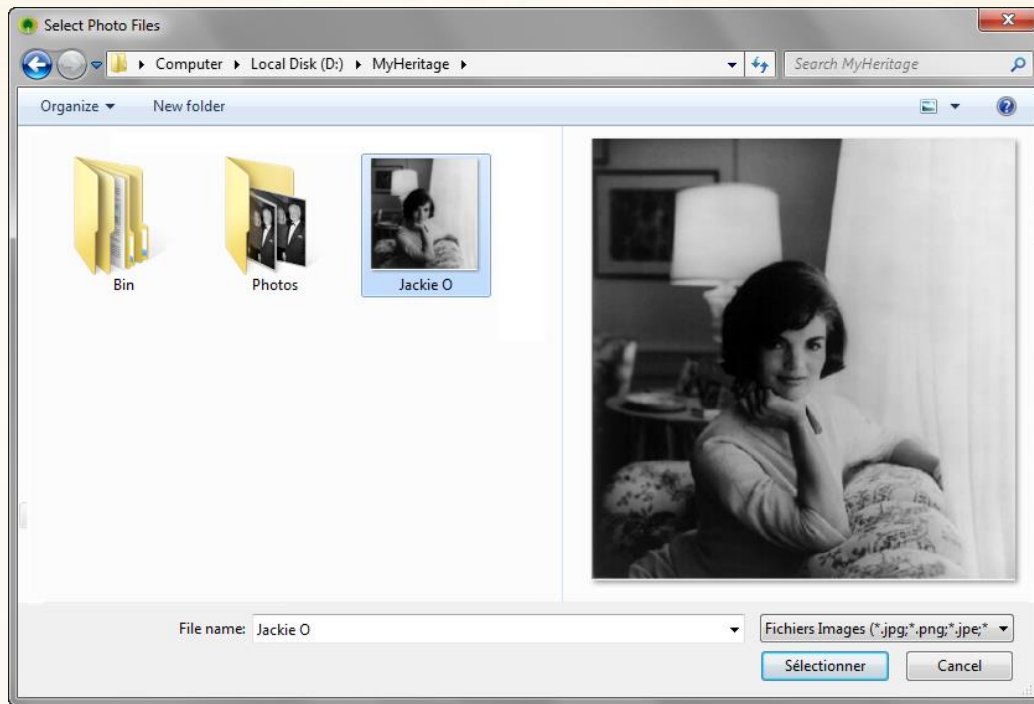 Select Photo Files
Computer Local Disk (D:) MyHeritage
Search MyHeritage
Organize New folder
Bin
Photos
Jackie O
File name: Jackie O
Fichiers Images (*.jpg;*.png;*.jpe;*
Sélectionner Cancel